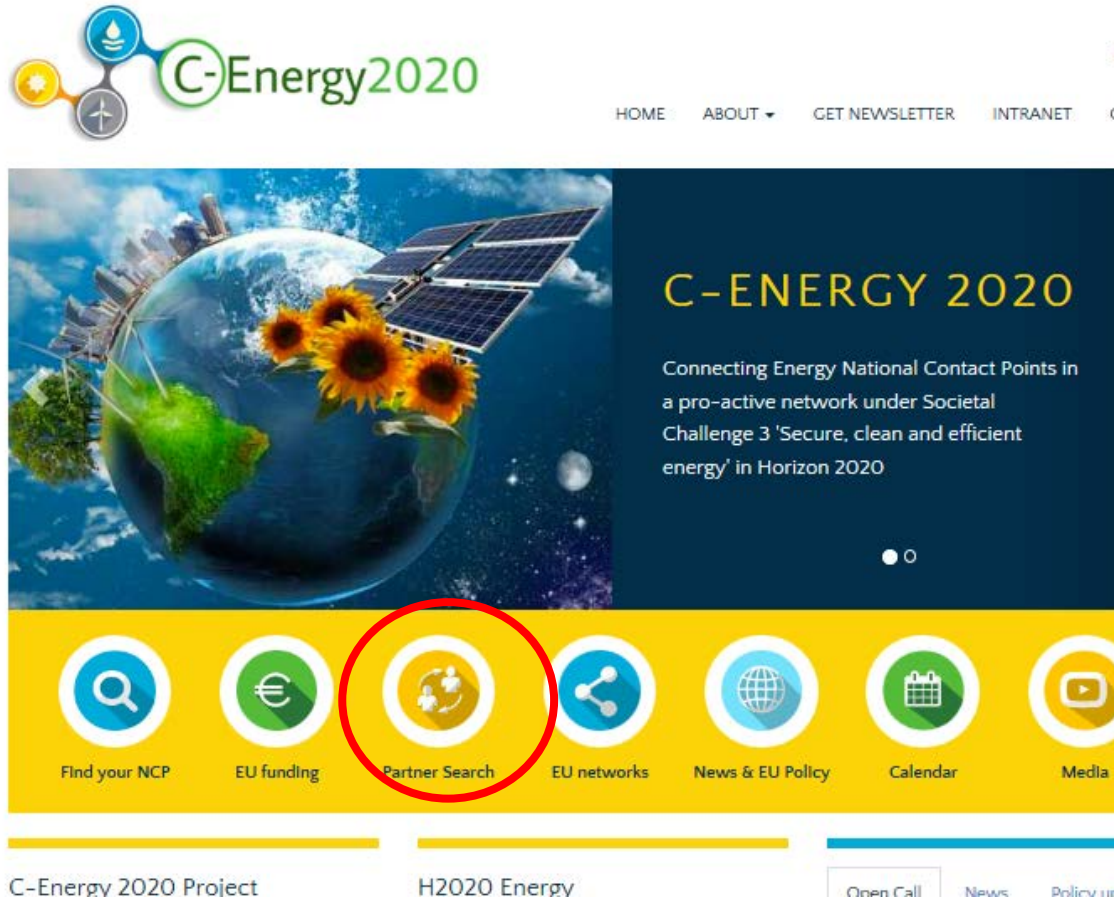 C-Energy2020
HOME ABOUT GET NEWSLETTER INTRANET
C-ENERGY 2020
Connecting Energy National Contact Points in
a pro-active network under Societal
Challenge 3 'Secure, clean and efficient
energy' in Horizon 2020
Find your NCP EU funding Partner Search EU networks News & EU Policy Calendar Media
C-Energy 2020 Project H2020 Energy Open Call News Policy